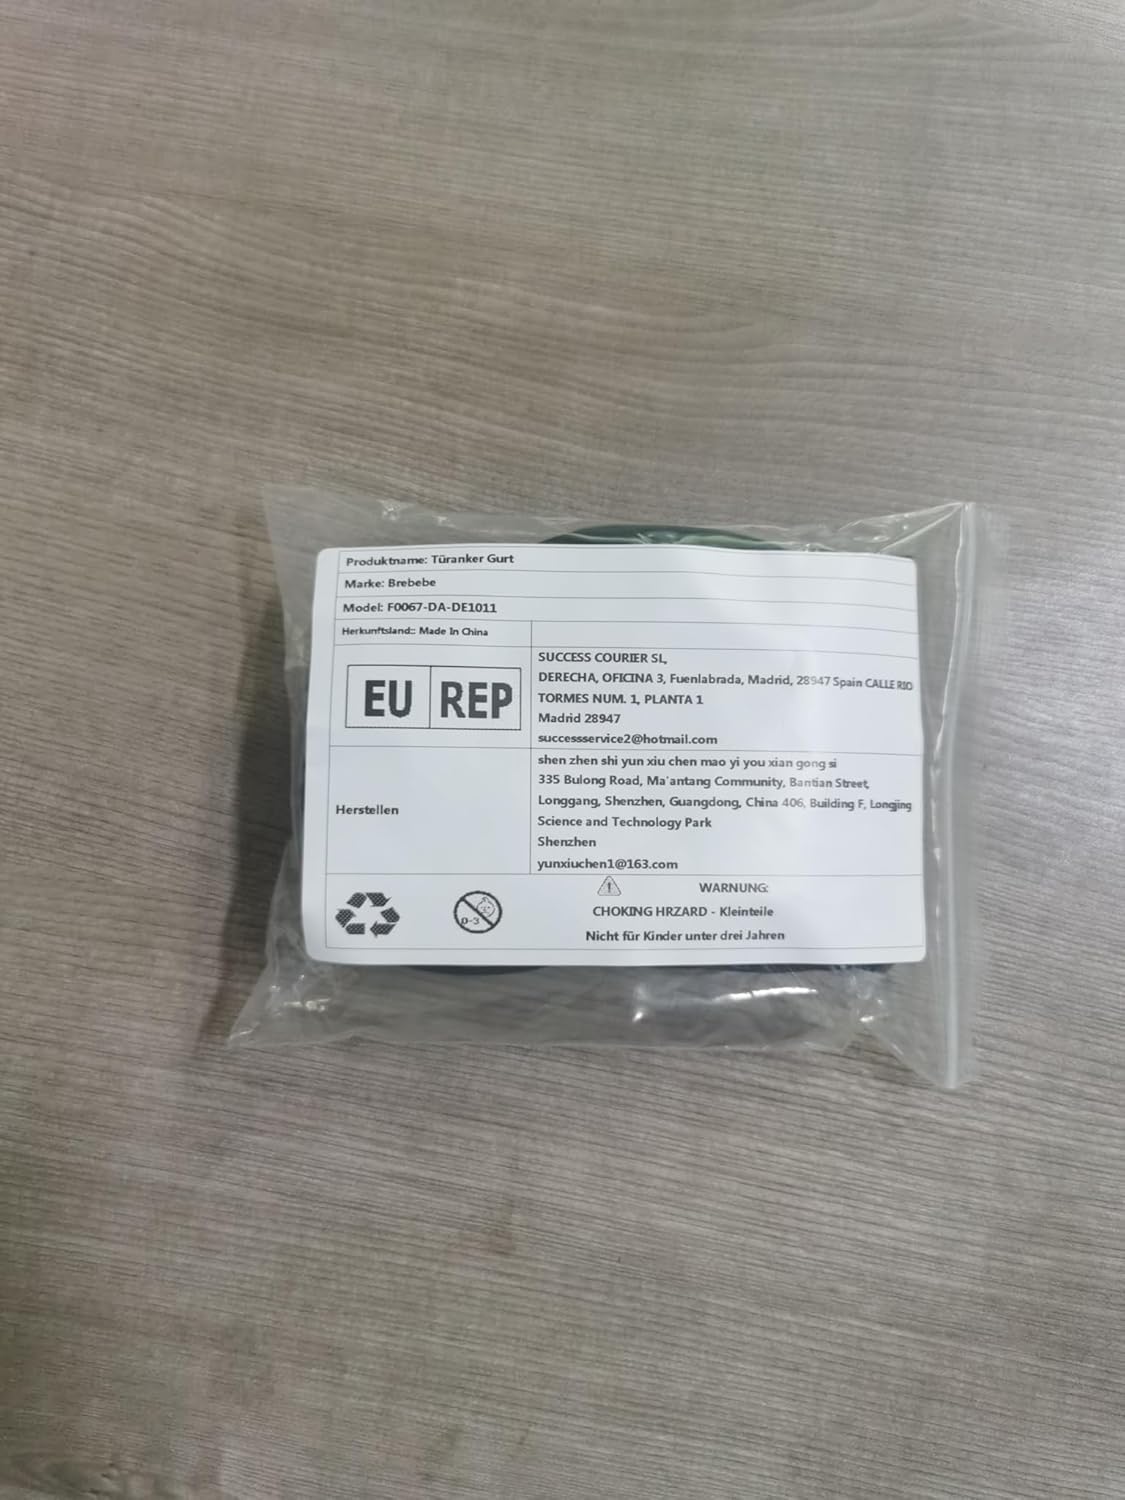 Produktname: Türanker Gurt
Marke: Brebebe
Model: F0067-DA-DE1011
Herkunftsland:: Made In China
EU REP
SUCCESS COURIER SL,
DERECHA, OFICINA 3, Fuenlabrada, Madrid, 28947 Spain CALLE RIO
TORMES NUM. 1, PLANTA 1
Madrid 28947
successservice2@hotmail.com
Herstellen
shen zhen shi yun xiu chen mao yi you xian gong si
335 Bulong Road, Ma'antang Community, Bantian Street,
Longgang, Shenzhen, Guangdong, China 406, Building F, Longjing
Science and Technology Park
Shenzhen
yunxiuchen1@163.com
0-3
WARNUNG:
CHOKING HRZARD - Kleinteile
Nicht für Kinder unter drei Jahren